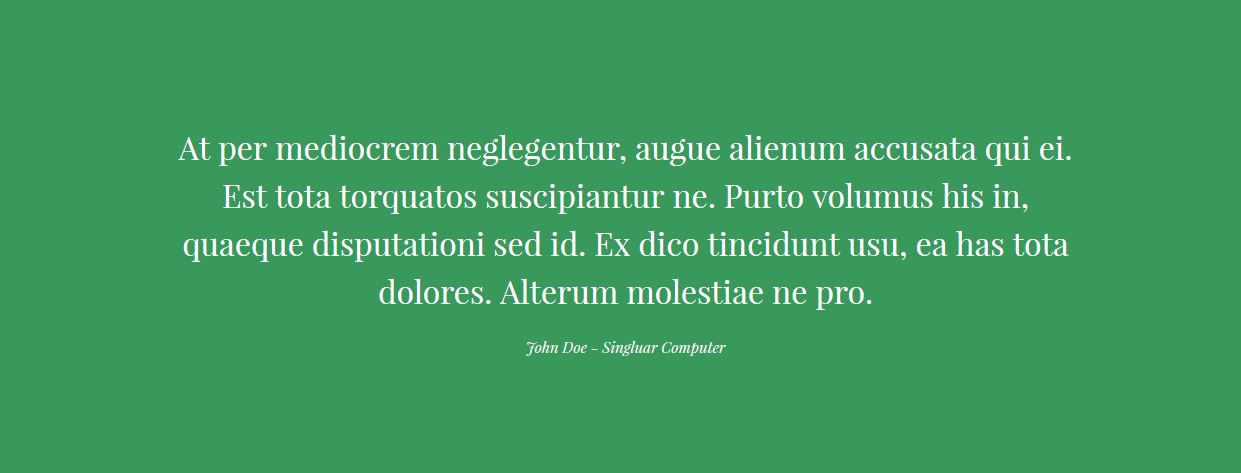 At per mediocrem neglegentur, augue alienum accusata qui ei.
Est tota torquatos suscipiantur ne. Purto volumus his in,
quaeque disputationi sed id. Ex dico tincidunt usu, ea has tota
dolores. Alterum molestiae ne pro.
John Doe – Singluar Computer